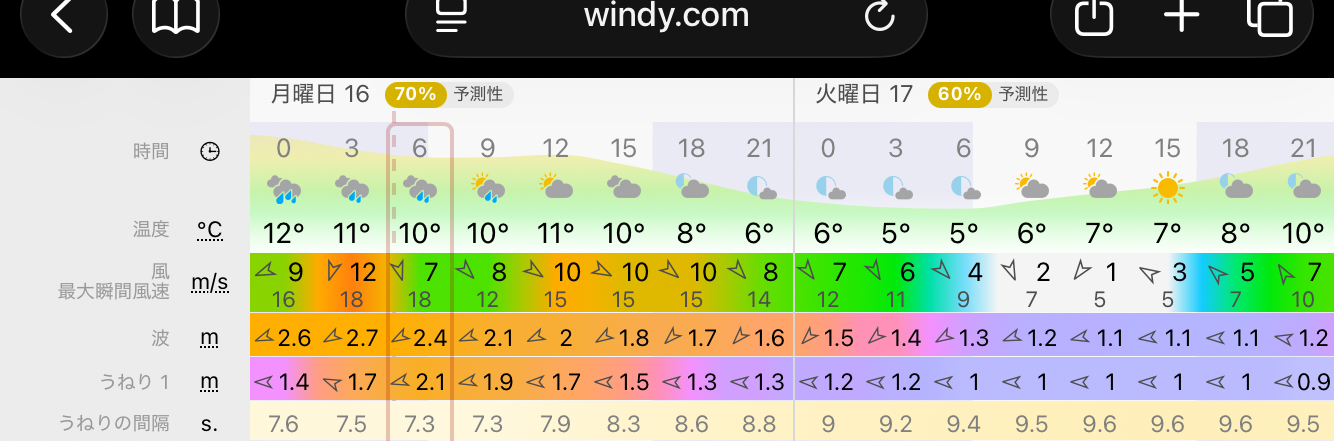 windy.com
月曜日 16 70% 予測性 火曜日 17 60% 予測性
時間 0 3 6 9 12 15 18 21 0 3 6 9 12 15 18 21
温度 °C 12° 11° 10° 10° 11° 10° 8° 6° 6° 5° 5° 6° 7° 7° 8° 10°
風 m/s 9 12 7 8 10 10 10 8 7 6 4 2 1 3 5 7
最大瞬間風速 16 18 18 12 15 15 15 14 12 11 9 7 5 5 7 10
波 m 2.6 2.7 2.4 2.1 2 1.8 1.7 1.6 1.5 1.4 1.3 1.2 1.1 1.1 1.1 1.2
うねり 1 m 1.4 1.7 2.1 1.9 1.7 1.5 1.3 1.3 1.2 1.2 1 1 1 1 1 0.9
うねりの間隔 s. 7.6 7.5 7.3 7.3 7.9 8.3 8.6 8.8 9 9.2 9.4 9.5 9.6 9.6 9.6 9.5